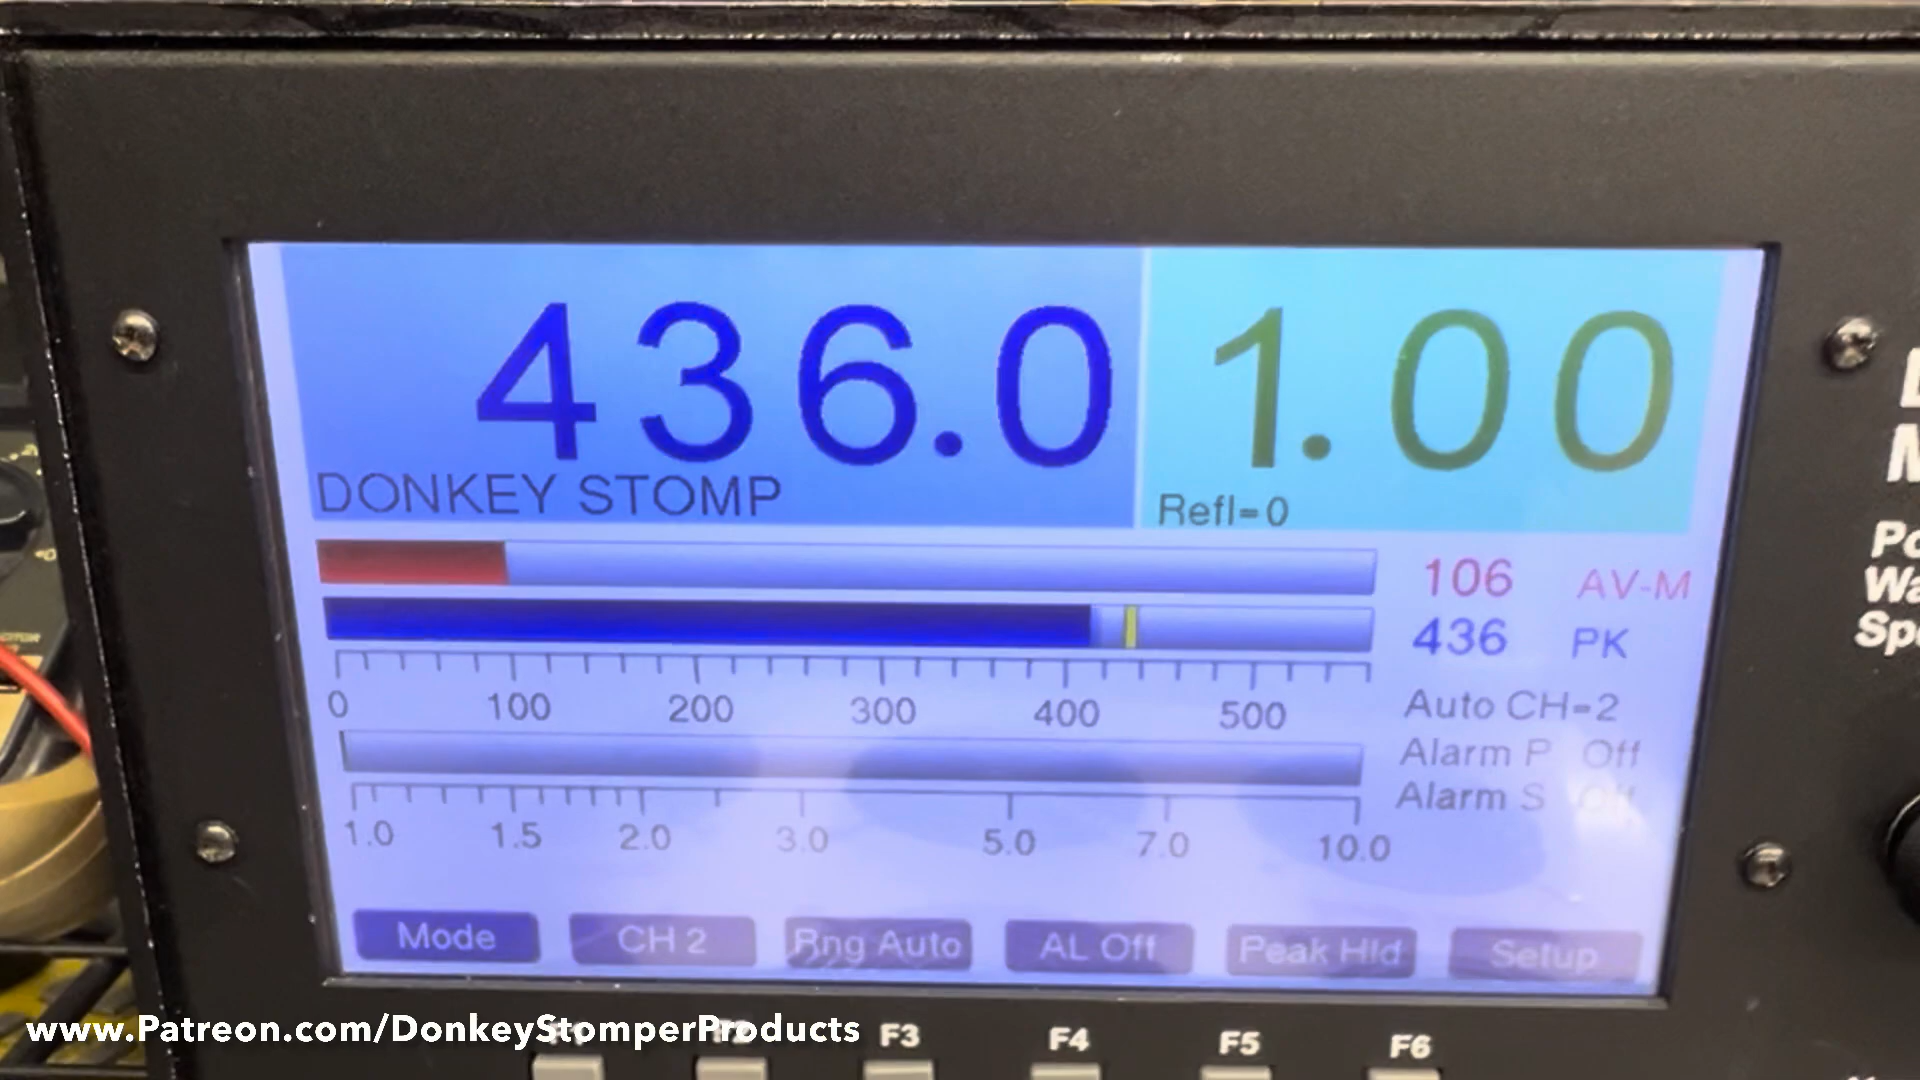 436.0
1.00
DONKEY STOMP
Refl=0
106 AV-M
436 PK
0 100 200 300 400 500
Auto CH=2
Alarm P Off
Alarm S Off
1.0 1.5 2.0 3.0 5.0 7.0 10.0
Mode CH 2 Rng Auto AL Off Peak Hld Setup
www.Patreon.com/DonkeyStomperProducts
F3 F4 F5 F6